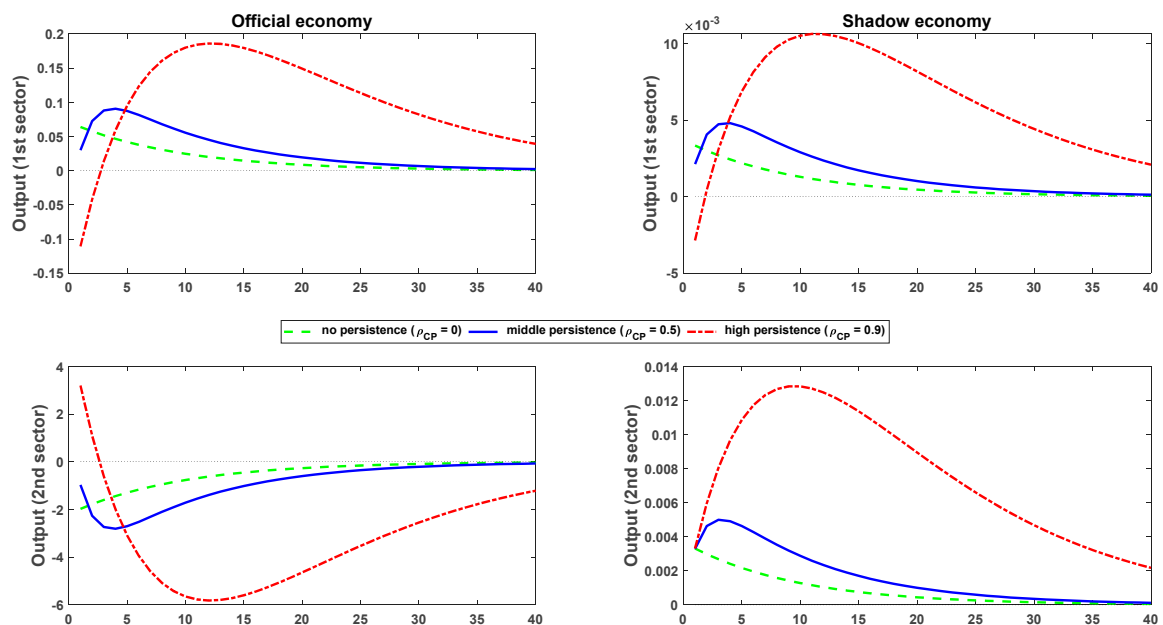 Official economy
Output (1st sector)
0.2
0.15
0.1
0.05
0
-0.05
-0.1
-0.15
0 5 10 15 20 25 30 35 40
Shadow economy
×10⁻³
Output (1st sector)
10
5
0
-5
0 5 10 15 20 25 30 35 40
no persistence (ρCP = 0) middle persistence (ρCP = 0.5) high persistence (ρCP = 0.9)
Output (2nd sector)
4
2
0
-2
-4
-6
0 5 10 15 20 25 30 35 40
Output (2nd sector)
0.014
0.012
0.01
0.008
0.006
0.004
0.002
0
0 5 10 15 20 25 30 35 40